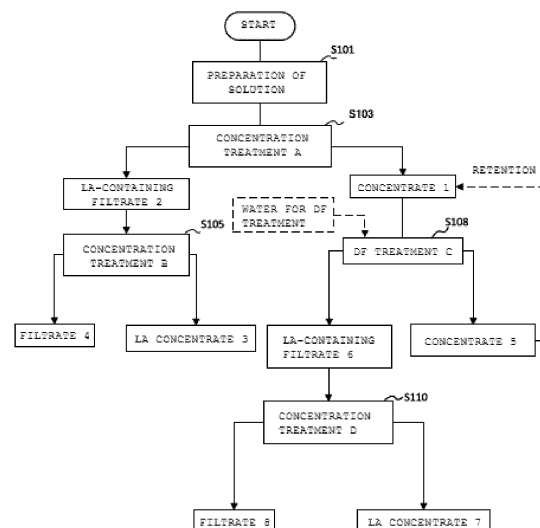 START
S101
PREPARATION OF
SOLUTION
S103
CONCENTRATION
TREATMENT A
RETENTION
LA-CONTAINING
FILTRATE 2
CONCENTRATE 1
WATER FOR DF
TREATMENT
S105
S108
CONCENTRATION
TREATMENT B
DF TREATMENT C
FILTRATE 4
LA CONCENTRATE 3
LA-CONTAINING
FILTRATE 6
CONCENTRATE 5
S110
CONCENTRATION
TREATMENT D
FILTRATE 8
LA CONCENTRATE 7